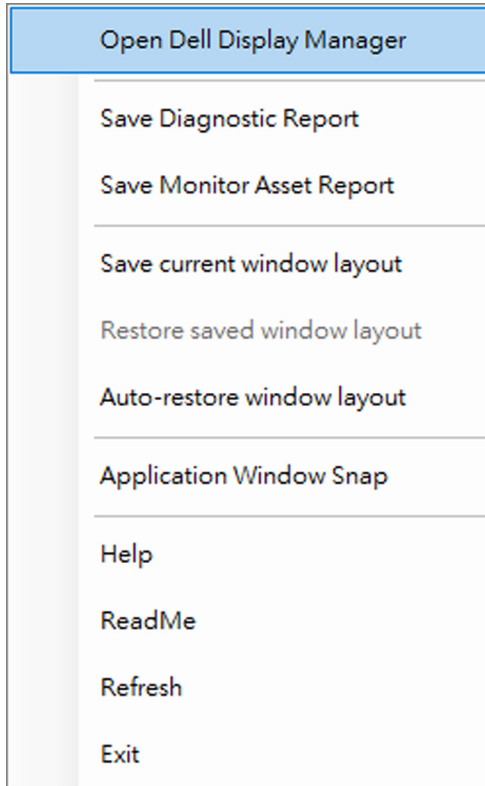 Open Dell Display Manager
Save Diagnostic Report
Save Monitor Asset Report
Save current window layout
Restore saved window layout
Auto-restore window layout
Application Window Snap
Help
ReadMe
Refresh
Exit